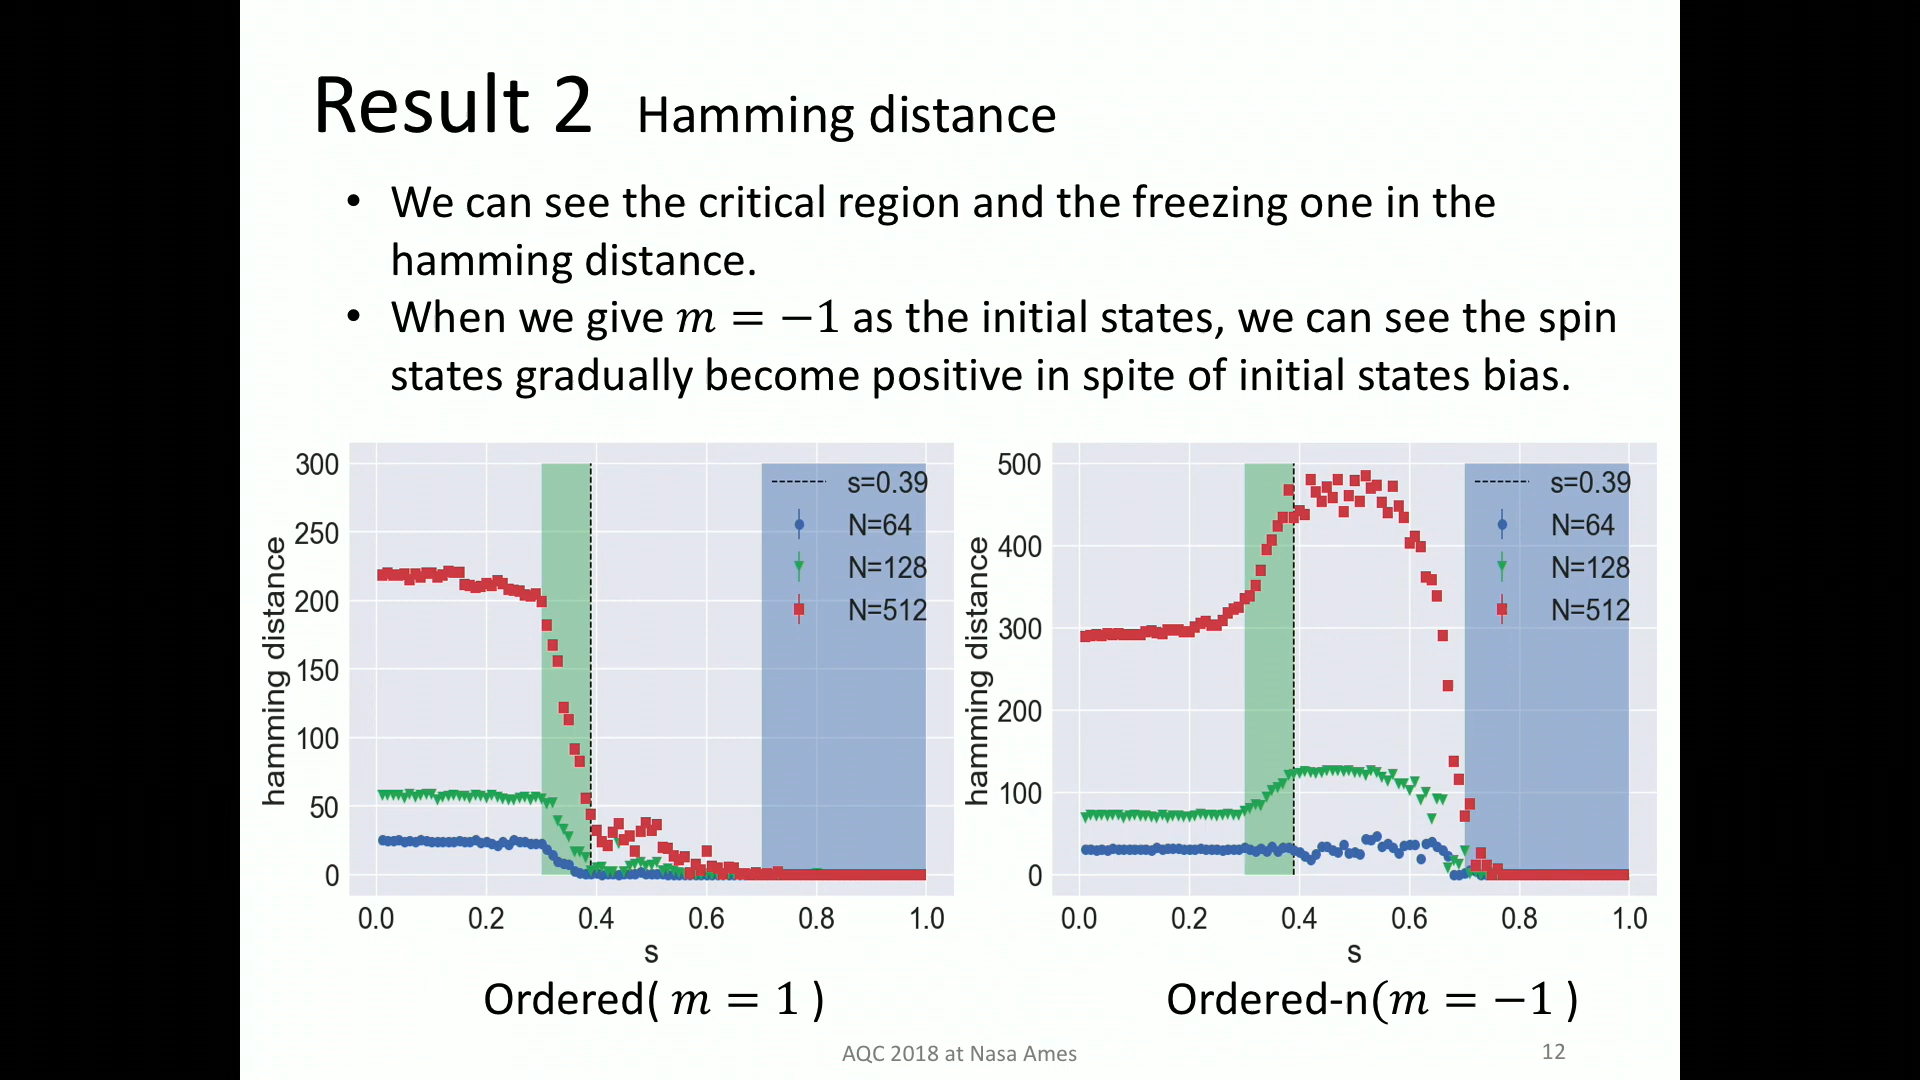 Result 2 Hamming distance
• We can see the critical region and the freezing one in the
hamming distance.
• When we give m = −1 as the initial states, we can see the spin
states gradually become positive in spite of initial states bias.
300
250
200
150
100
50
0
hamming distance
s=0.39
N=64
N=128
N=512
0.0 0.2 0.4 0.6 0.8 1.0
s
Ordered( m = 1 )
500
400
300
200
100
0
hamming distance
s=0.39
N=64
N=128
N=512
0.0 0.2 0.4 0.6 0.8 1.0
s
Ordered-n(m = −1 )
AQC 2018 at Nasa Ames
12